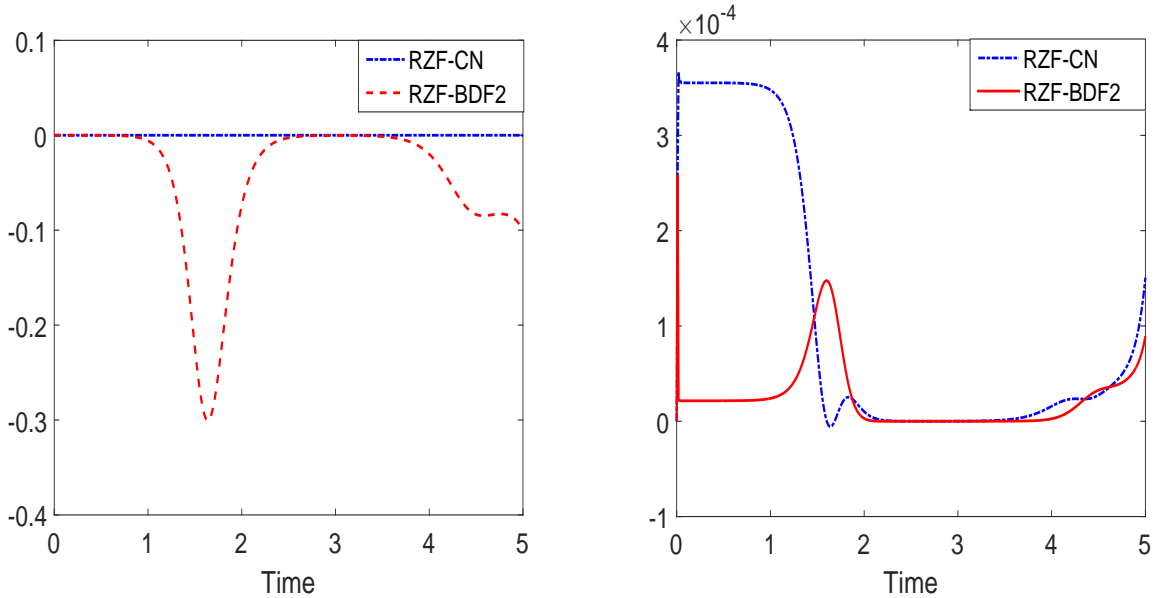 0.1
0
-0.1
-0.2
-0.3
-0.4
0 1 2 3 4 5
Time
RZF-CN
RZF-BDF2
×10⁻⁴
4
3
2
1
0
-1
0 1 2 3 4 5
Time
RZF-CN
RZF-BDF2